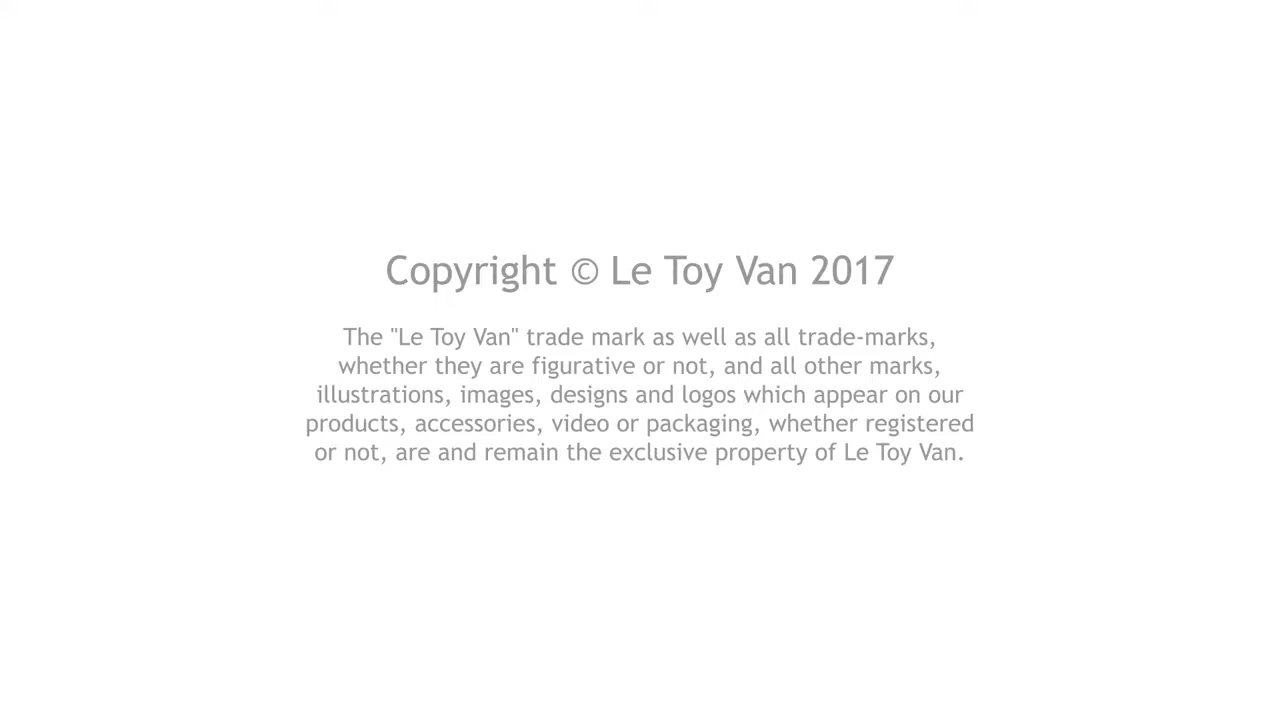 Copyright © Le Toy Van 2017
The "Le Toy Van" trade mark as well as all trade-marks,
whether they are figurative or not, and all other marks,
illustrations, images, designs and logos which appear on our
products, accessories, video or packaging, whether registered
or not, are and remain the exclusive property of Le Toy Van.